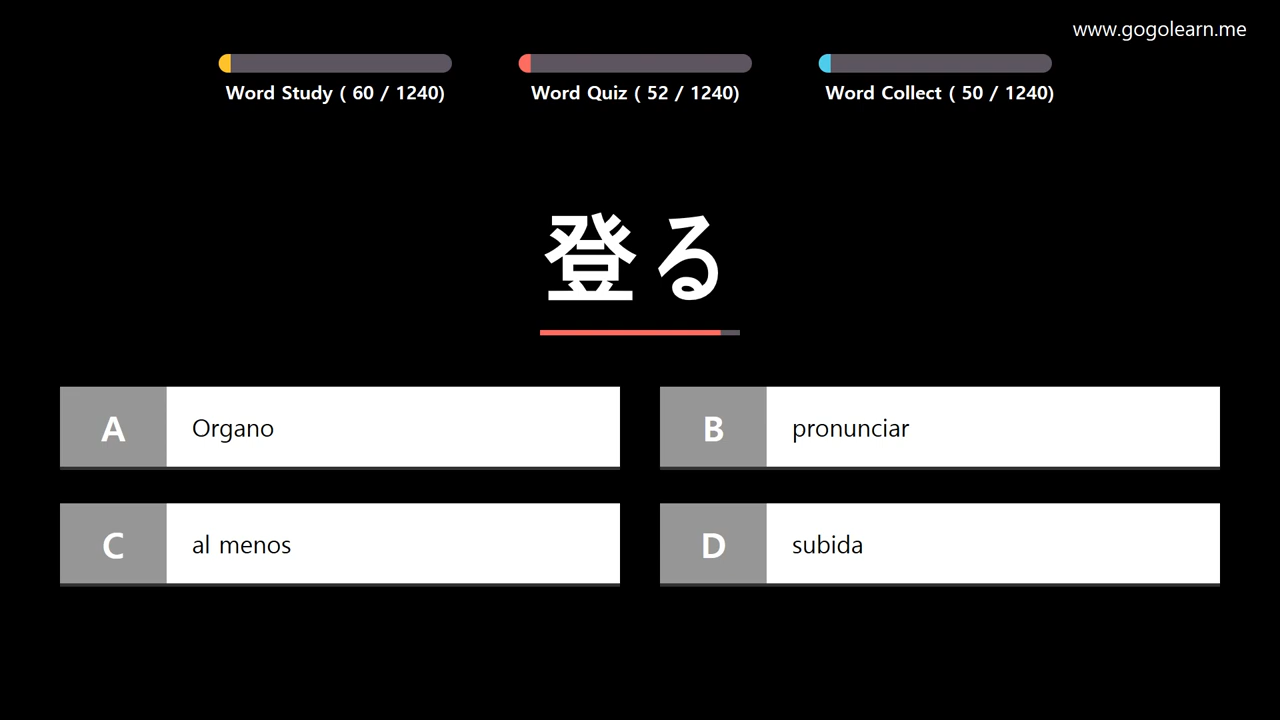 www.gogolearn.me
Word Study ( 60 / 1240)
Word Quiz ( 52 / 1240)
Word Collect ( 50 / 1240)
登る
A Organo
B pronunciar
C al menos
D subida